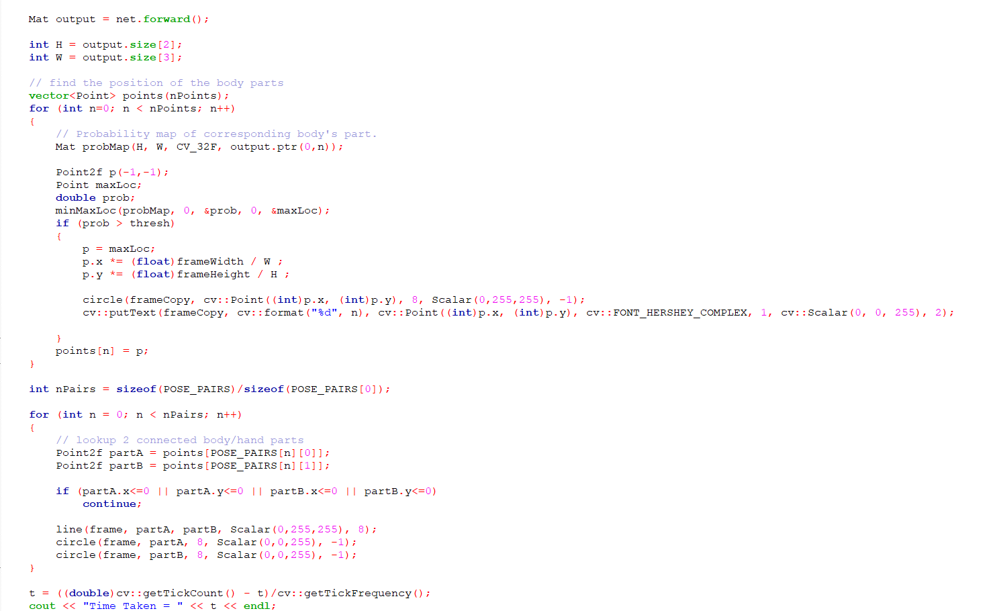 Mat output = net.forward();
int H = output.size[2];
int W = output.size[3];
// find the position of the body parts
vector<Point> points(nPoints);
for (int n=0; n < nPoints; n++)
{
// Probability map of corresponding body's part.
Mat probMap(H, W, CV_32F, output.ptr(0,n));
Point2f p(-1,-1);
Point maxLoc;
double prob;
minMaxLoc(probMap, 0, &prob, 0, &maxLoc);
if (prob > thresh)
{
p = maxLoc;
p.x *= (float)frameWidth / W ;
p.y *= (float)frameHeight / H ;
circle(frameCopy, cv::Point((int)p.x, (int)p.y), 8, Scalar(0,255,255), -1);
cv::putText(frameCopy, cv::format("%d", n), cv::Point((int)p.x, (int)p.y), cv::FONT_HERSHEY_COMPLEX, 1, cv::Scalar(0, 0, 255), 2);
}
points[n] = p;
}
int nPairs = sizeof(POSE_PAIRS)/sizeof(POSE_PAIRS[0]);
for (int n = 0; n < nPairs; n++)
{
// lookup 2 connected body/hand parts
Point2f partA = points[POSE_PAIRS[n][0]];
Point2f partB = points[POSE_PAIRS[n][1]];
if (partA.x<=0 || partA.y<=0 || partB.x<=0 || partB.y<=0)
continue;
line(frame, partA, partB, Scalar(0,255,255), 8);
circle(frame, partA, 8, Scalar(0,0,255), -1);
circle(frame, partB, 8, Scalar(0,0,255), -1);
}
t = ((double)cv::getTickCount() - t)/cv::getTickFrequency();
cout << "Time Taken = " << t << endl;